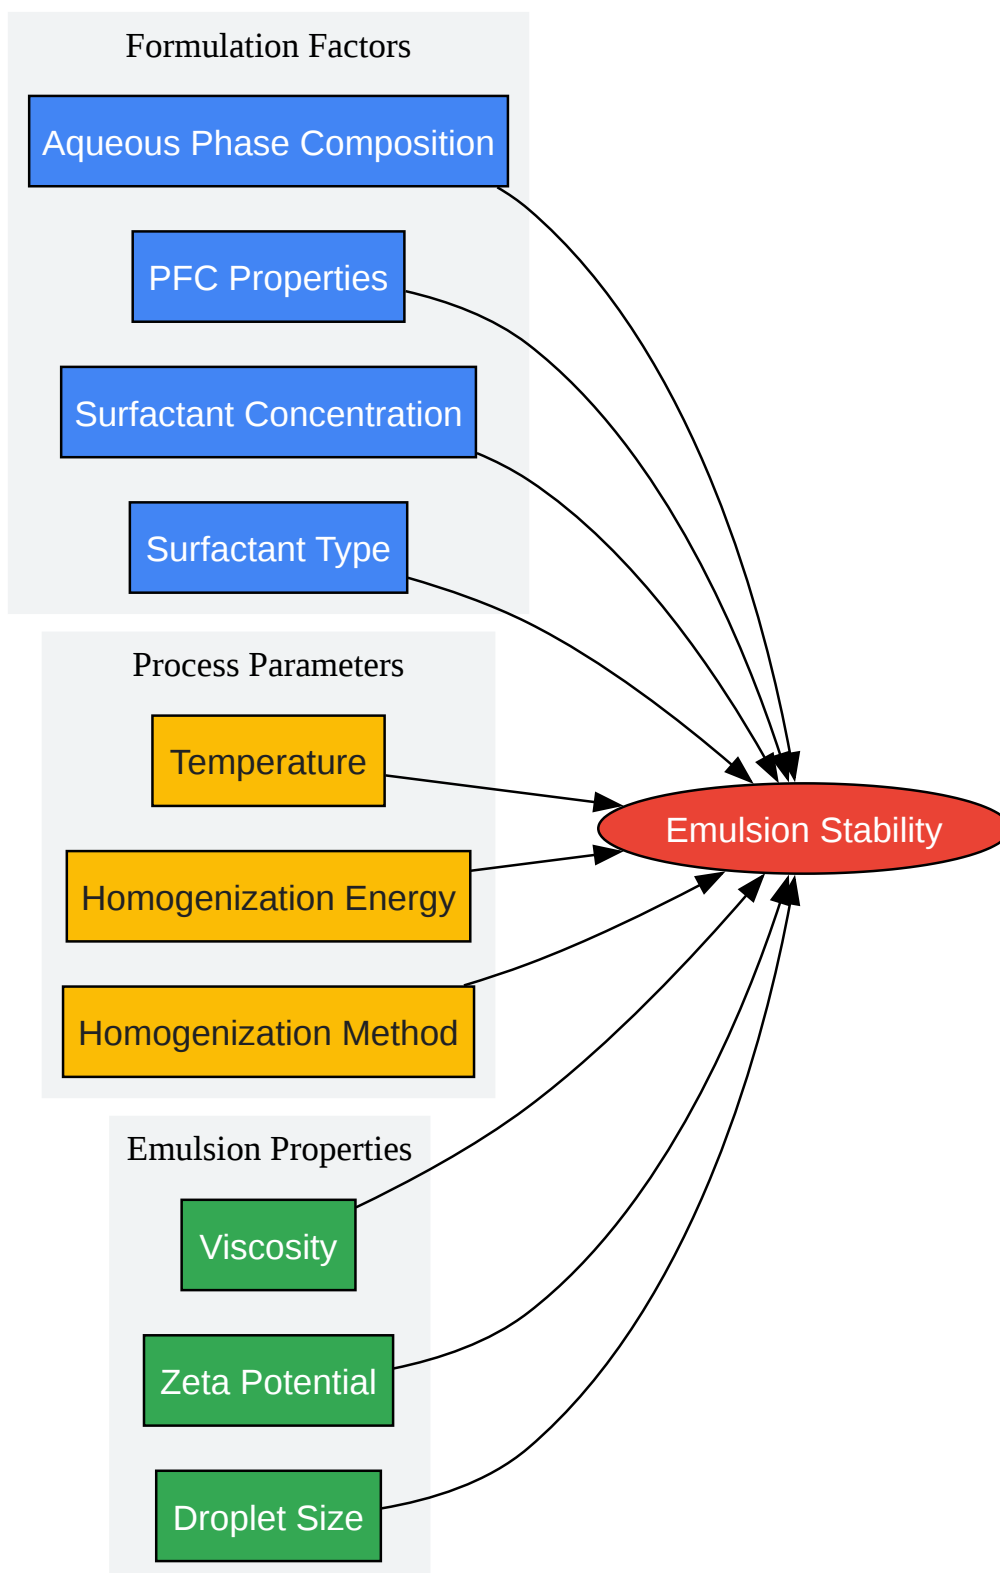 Formulation Factors
Aqueous Phase Composition
PFC Properties
Surfactant Concentration
Surfactant Type
Process Parameters
Temperature
Homogenization Energy
Homogenization Method
Emulsion Stability
Emulsion Properties
Viscosity
Zeta Potential
Droplet Size